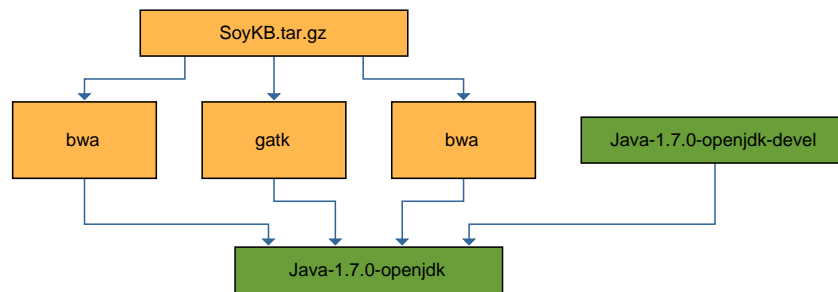 SoyKB.tar.gz
bwa
gatk
bwa
Java-1.7.0-openjdk-devel
Java-1.7.0-openjdk